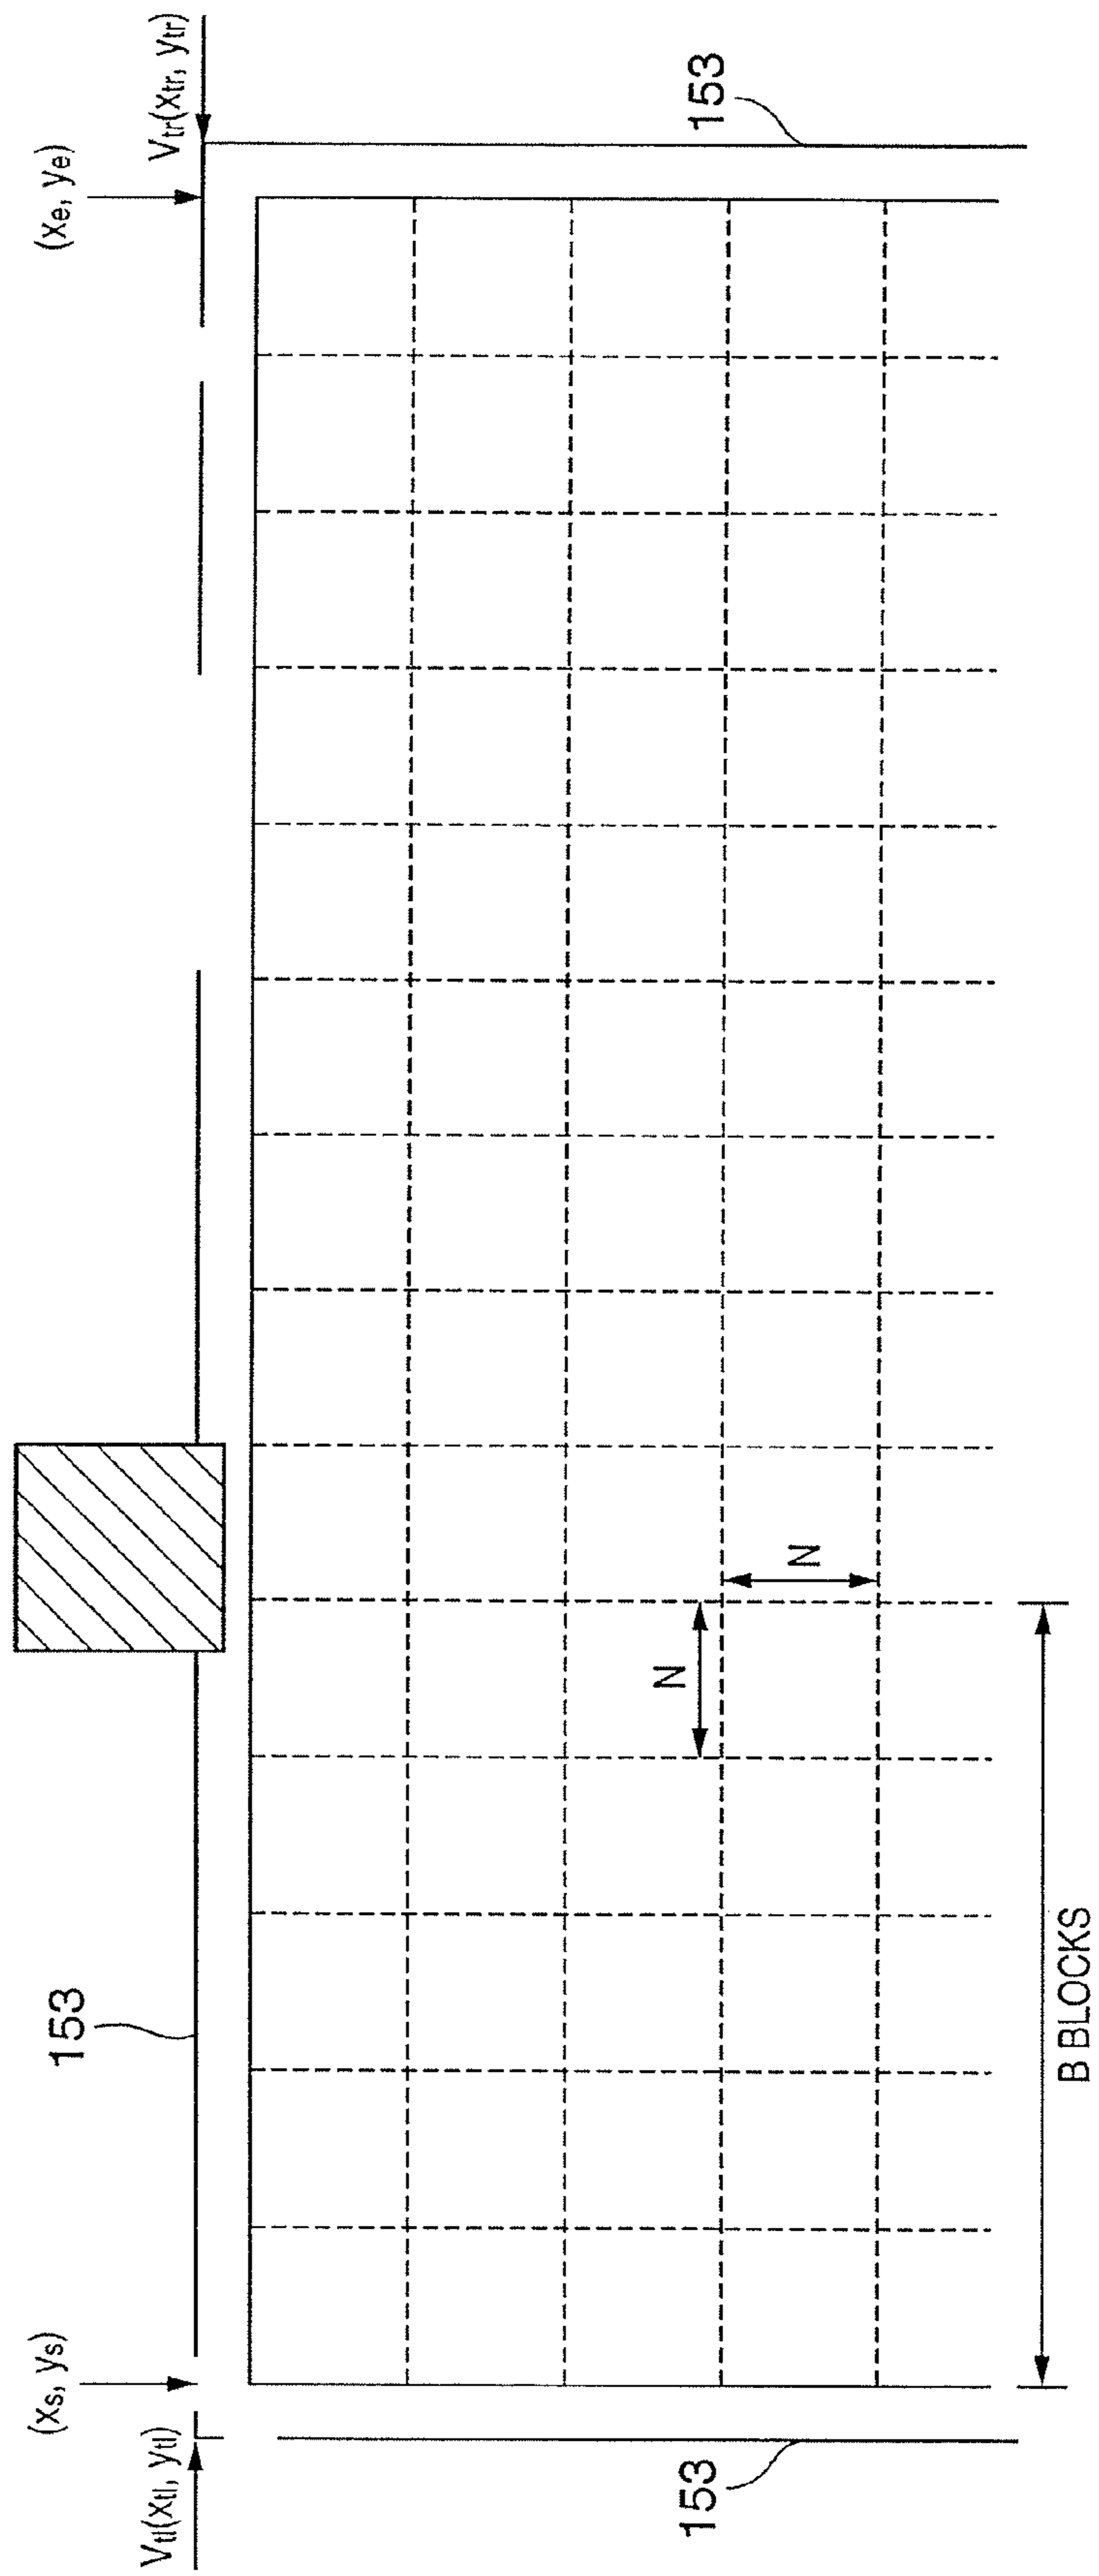 Vtl(xtl, ytl)
(xs, ys)
153
(xe, ye)
Vtr(xtr, ytr)
153
N
N
153
B BLOCKS